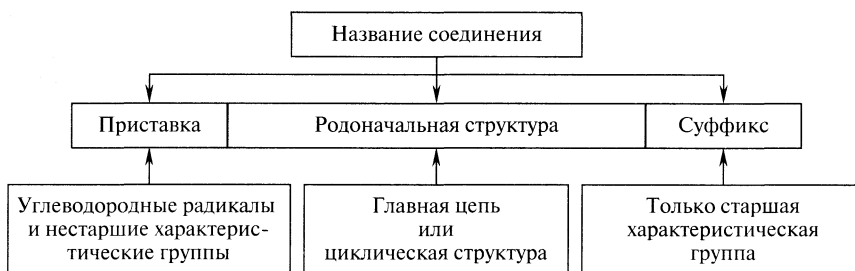 Название соединения
Приставка
Родоначальная структура
Суффикс
Углеводородные радикалы
и нестаршие характерис-
тические группы
Главная цепь
или
циклическая структура
Только старшая
характеристическая
группа